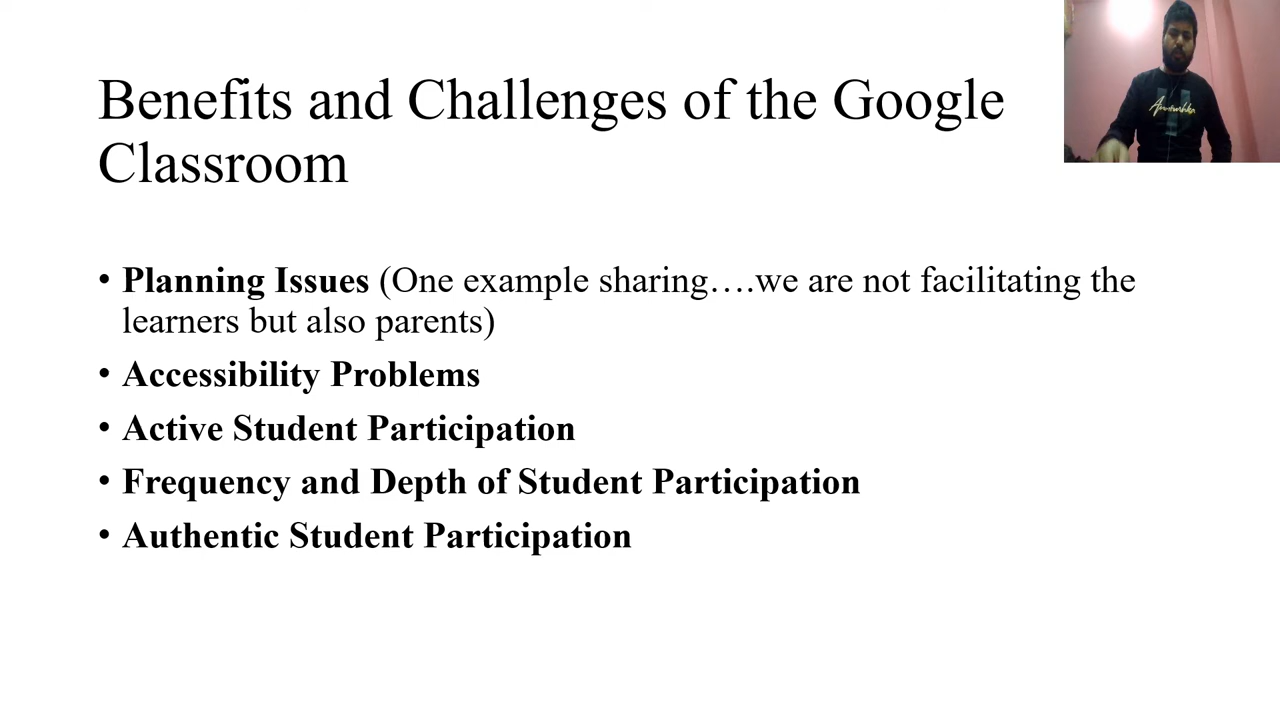 Benefits and Challenges of the Google
Classroom
• Planning Issues (One example sharing….we are not facilitating the
learners but also parents)
• Accessibility Problems
• Active Student Participation
• Frequency and Depth of Student Participation
• Authentic Student Participation